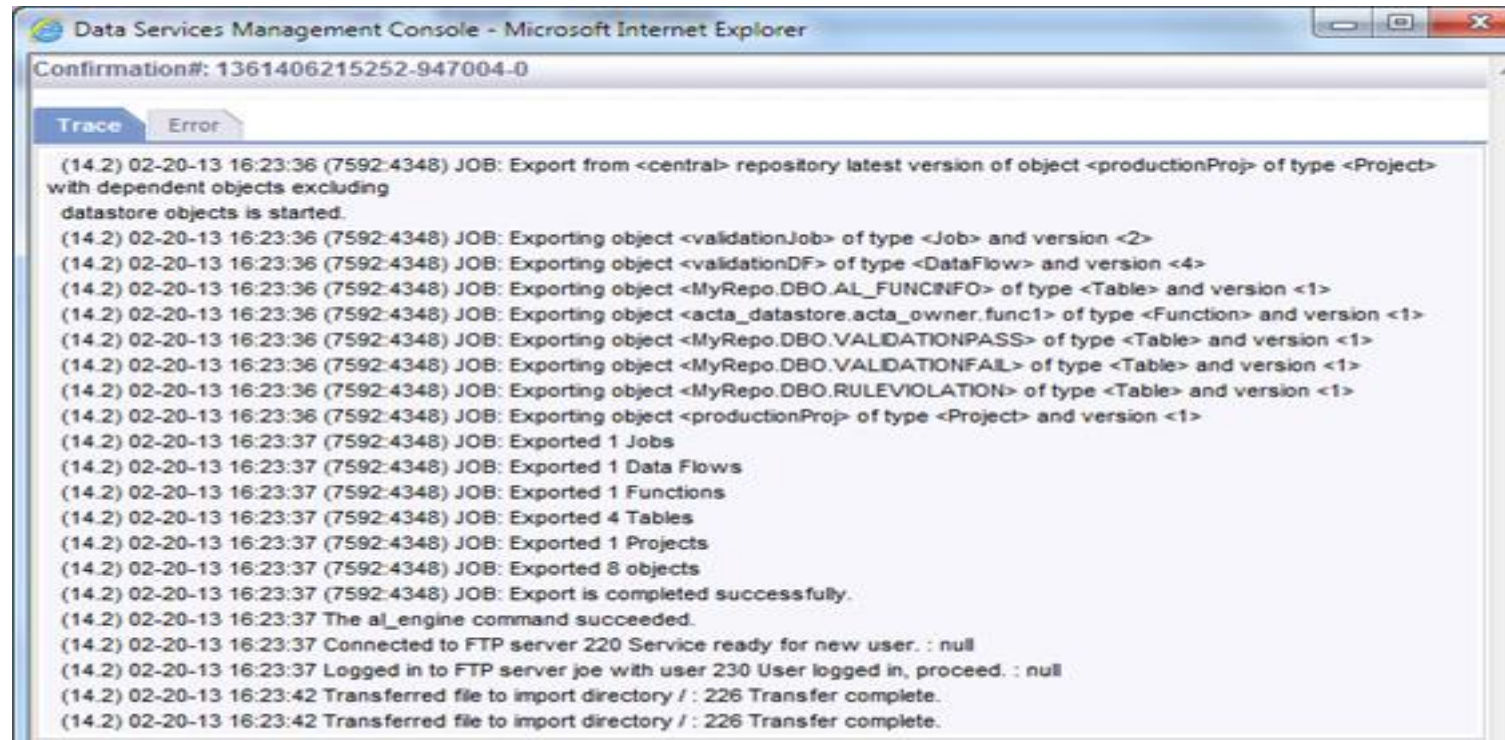 Data Services Management Console - Microsoft Internet Explorer
Confirmation#: 1361406215252-947004-0
Trace Error
(14.2) 02-20-13 16:23:36 (7592:4348) JOB: Export from <central> repository latest version of object <productionProj> of type <Project>
with dependent objects excluding
datastore objects is started.
(14.2) 02-20-13 16:23:36 (7592:4348) JOB: Exporting object <validationJob> of type <Job> and version <2>
(14.2) 02-20-13 16:23:36 (7592:4348) JOB: Exporting object <validationDF> of type <DataFlow> and version <4>
(14.2) 02-20-13 16:23:36 (7592:4348) JOB: Exporting object <MyRepo.DBO.AL_FUNCINFO> of type <Table> and version <1>
(14.2) 02-20-13 16:23:36 (7592:4348) JOB: Exporting object <acta_datastore.acta_owner.func1> of type <Function> and version <1>
(14.2) 02-20-13 16:23:36 (7592:4348) JOB: Exporting object <MyRepo.DBO.VALIDATIONPASS> of type <Table> and version <1>
(14.2) 02-20-13 16:23:36 (7592:4348) JOB: Exporting object <MyRepo.DBO.VALIDATIONFAIL> of type <Table> and version <1>
(14.2) 02-20-13 16:23:36 (7592:4348) JOB: Exporting object <MyRepo.DBO.RULEVIOLATION> of type <Table> and version <1>
(14.2) 02-20-13 16:23:36 (7592:4348) JOB: Exporting object <productionProj> of type <Project> and version <1>
(14.2) 02-20-13 16:23:37 (7592:4348) JOB: Exported 1 Jobs
(14.2) 02-20-13 16:23:37 (7592:4348) JOB: Exported 1 Data Flows
(14.2) 02-20-13 16:23:37 (7592:4348) JOB: Exported 1 Functions
(14.2) 02-20-13 16:23:37 (7592:4348) JOB: Exported 4 Tables
(14.2) 02-20-13 16:23:37 (7592:4348) JOB: Exported 1 Projects
(14.2) 02-20-13 16:23:37 (7592:4348) JOB: Exported 8 objects
(14.2) 02-20-13 16:23:37 (7592:4348) JOB: Export is completed successfully.
(14.2) 02-20-13 16:23:37 The al_engine command succeeded.
(14.2) 02-20-13 16:23:37 Connected to FTP server 220 Service ready for new user. : null
(14.2) 02-20-13 16:23:37 Logged in to FTP server joe with user 230 User logged in, proceed. : null
(14.2) 02-20-13 16:23:42 Transferred file to import directory / : 226 Transfer complete.
(14.2) 02-20-13 16:23:42 Transferred file to import directory / : 226 Transfer complete.